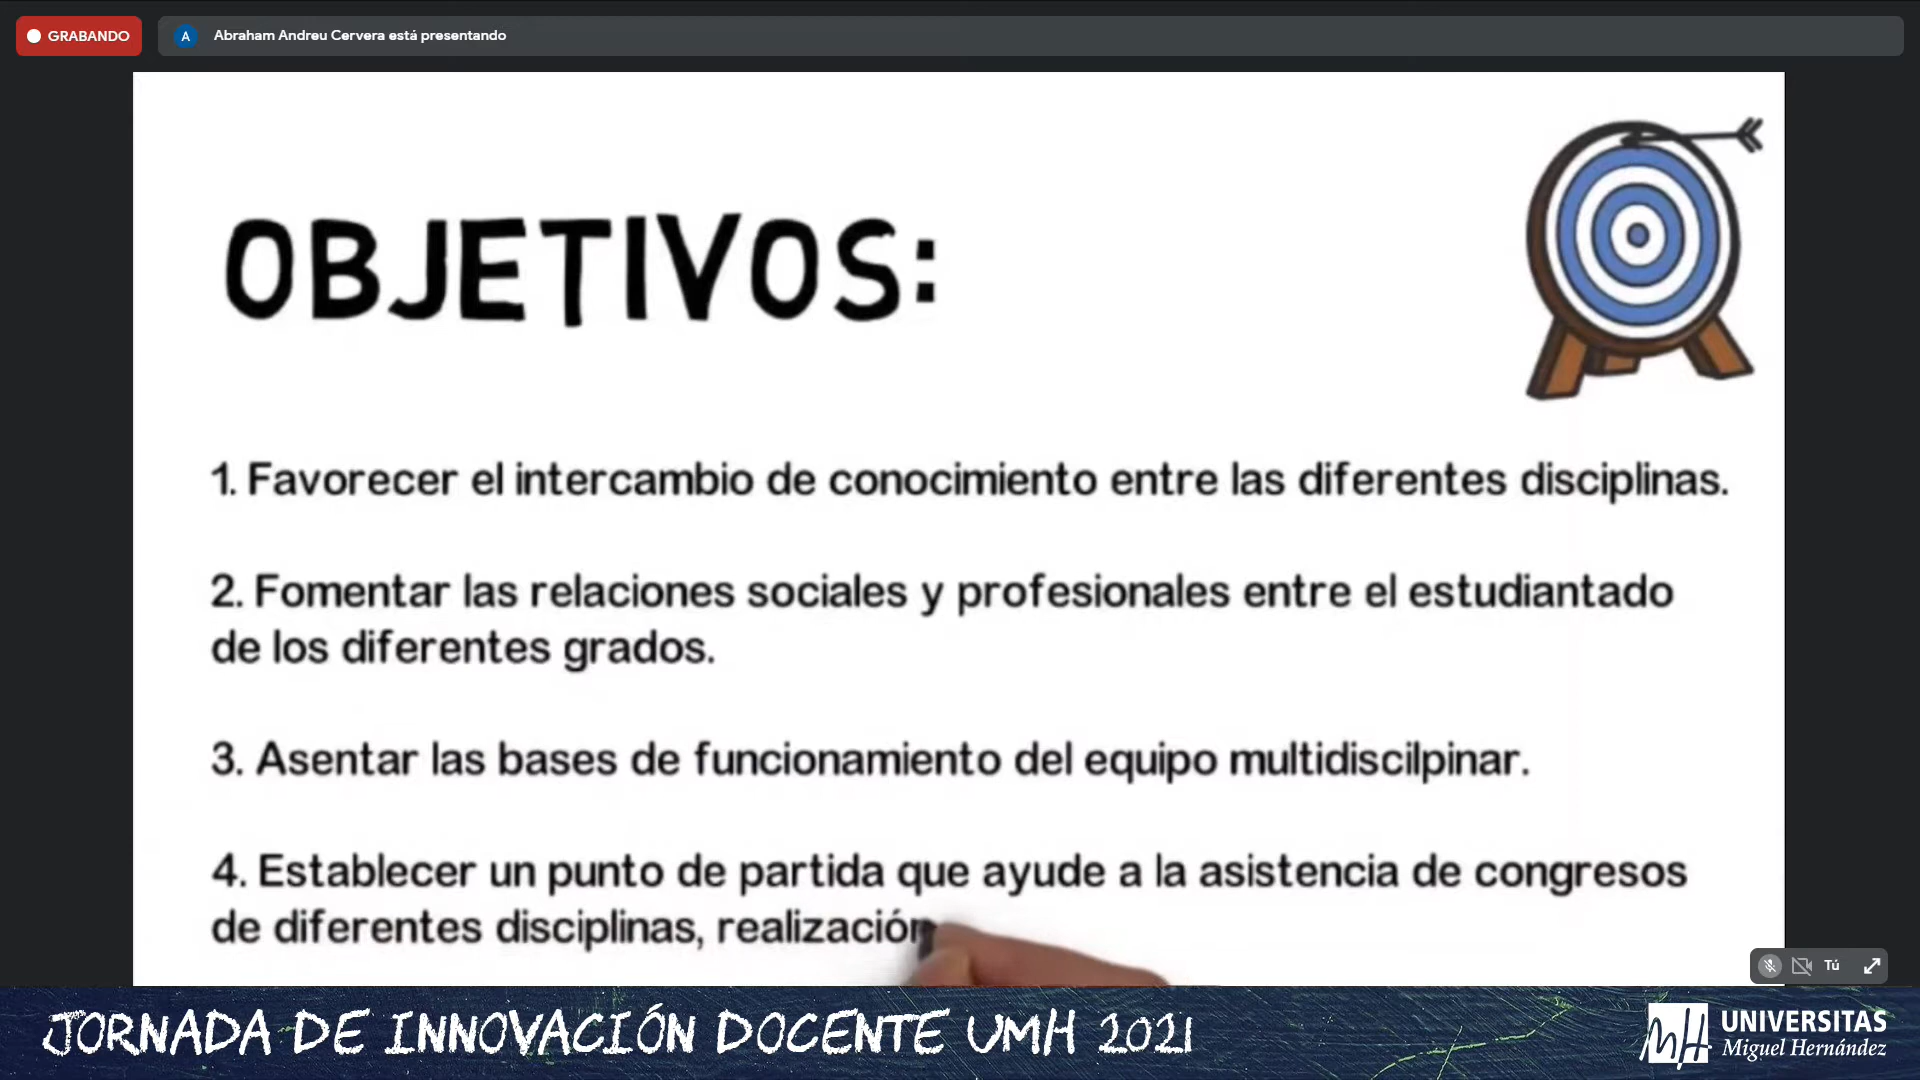 GRABANDO
A
Abraham Andreu Cervera está presentando
OBJETIVOS:
1. Favorecer el intercambio de conocimiento entre las diferentes disciplinas.
2. Fomentar las relaciones sociales y profesionales entre el estudiantado
de los diferentes grados.
3. Asentar las bases de funcionamiento del equipo multidiscilpinar.
4. Establecer un punto de partida que ayude a la asistencia de congresos
de diferentes disciplinas, realización
Tú
JORNADA DE INNOVACIÓN DOCENTE UMH 2021
MH UNIVERSITAS
Miguel Hernández